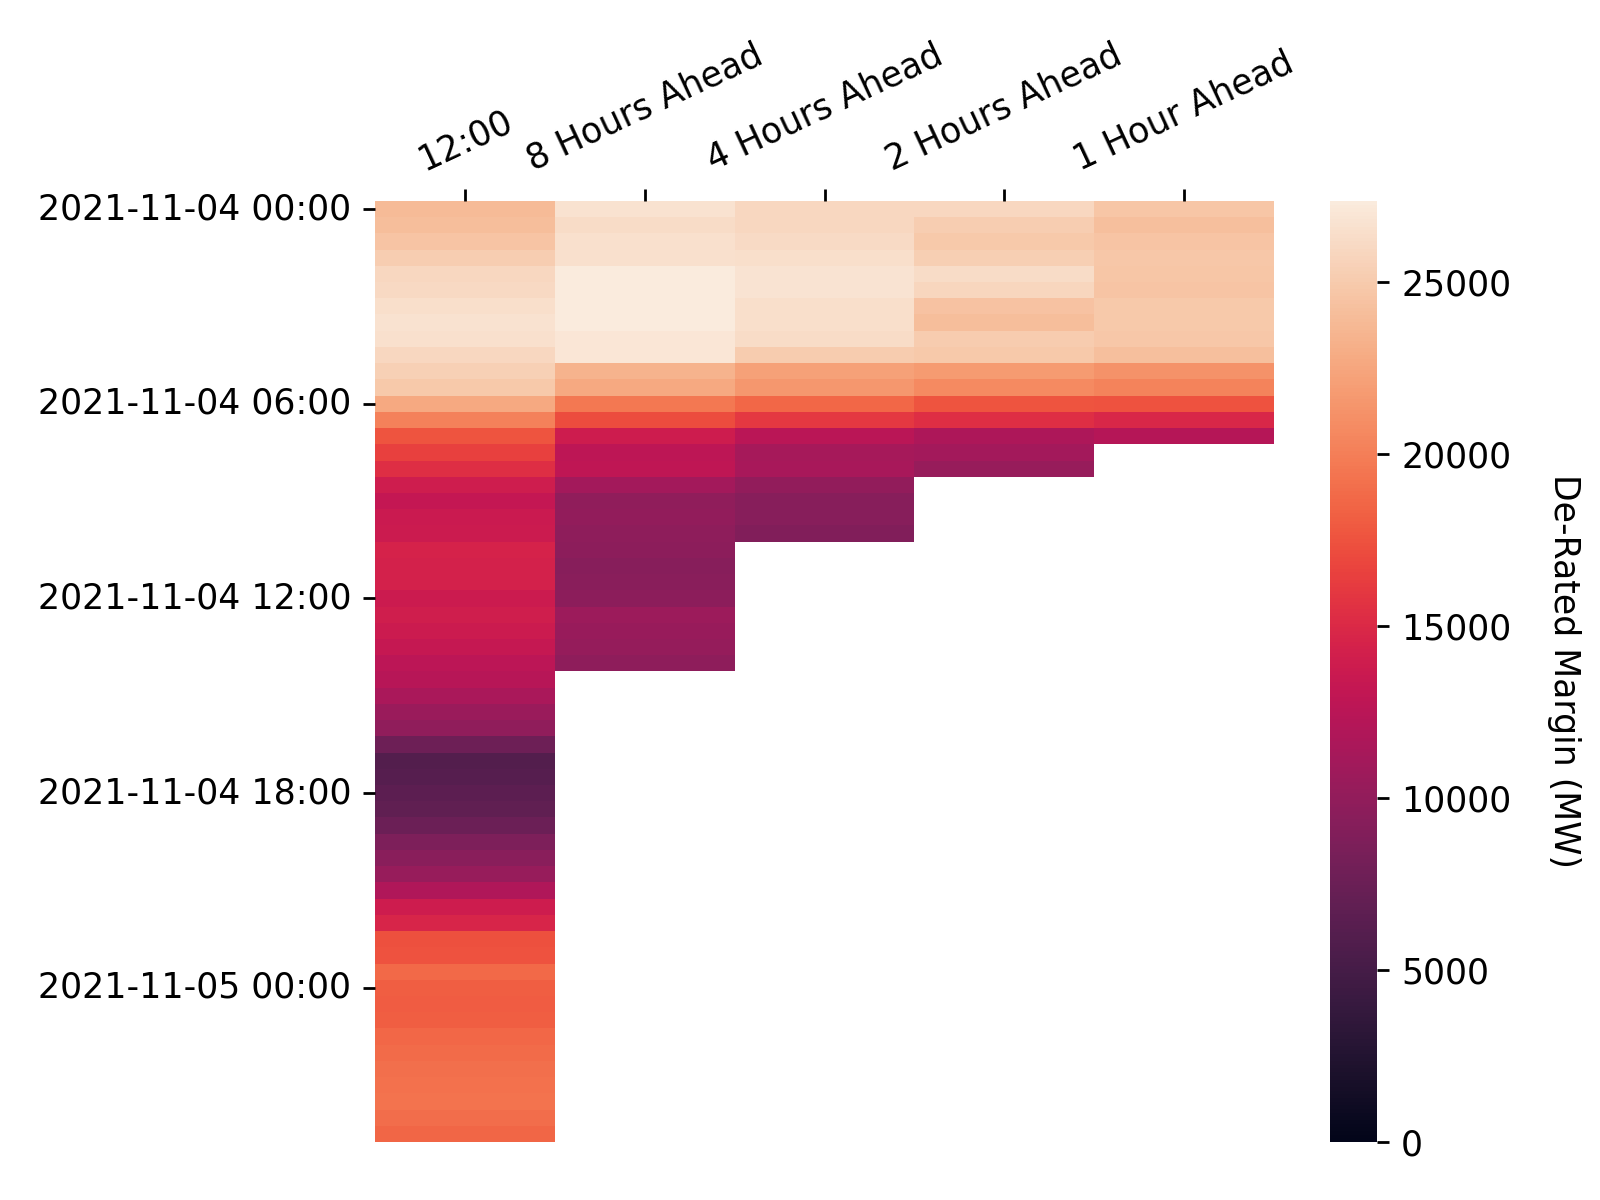 12:00
8 Hours Ahead
4 Hours Ahead
2 Hours Ahead
1 Hour Ahead
2021-11-04 00:00
2021-11-04 06:00
2021-11-04 12:00
2021-11-04 18:00
2021-11-05 00:00
25000
20000
15000
10000
5000
0
De-Rated Margin (MW)